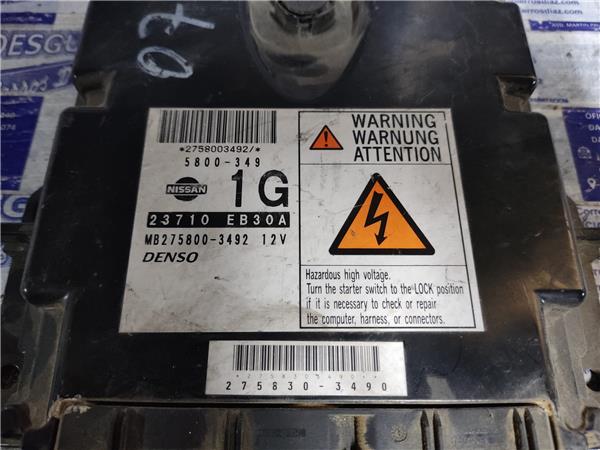 07
*2758003492/*
5800-349
NISSAN
1G
23710 EB30A
MB275800-3492 12V
DENSO
WARNING
WARNUNG
ATTENTION
Hazardous high voltage.
Turn the starter switch to the LOCK position
if it is necessary to check or repair
the computer, harness, or connectors.
275830-3490
DESGU